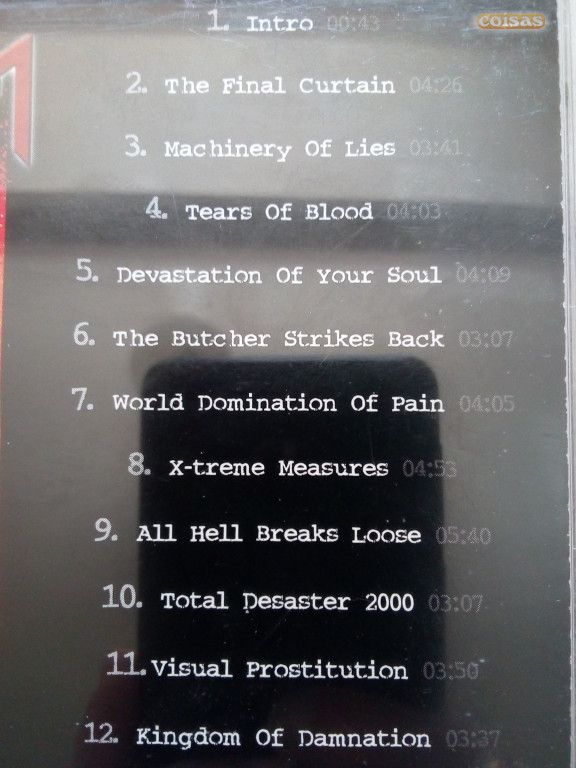 1. Intro 00:43
coisas
2. The Final Curtain 04:26
3. Machinery Of Lies 03:41
4. Tears Of Blood 04:03
5. Devastation Of Your Soul 04:09
6. The Butcher Strikes Back 03:07
7. World Domination Of Pain 04:05
8. X-treme Measures 04:53
9. All Hell Breaks Loose 05:40
10. Total Desaster 2000 03:07
11. Visual Prostitution 03:50
12. Kingdom Of Damnation 03:37